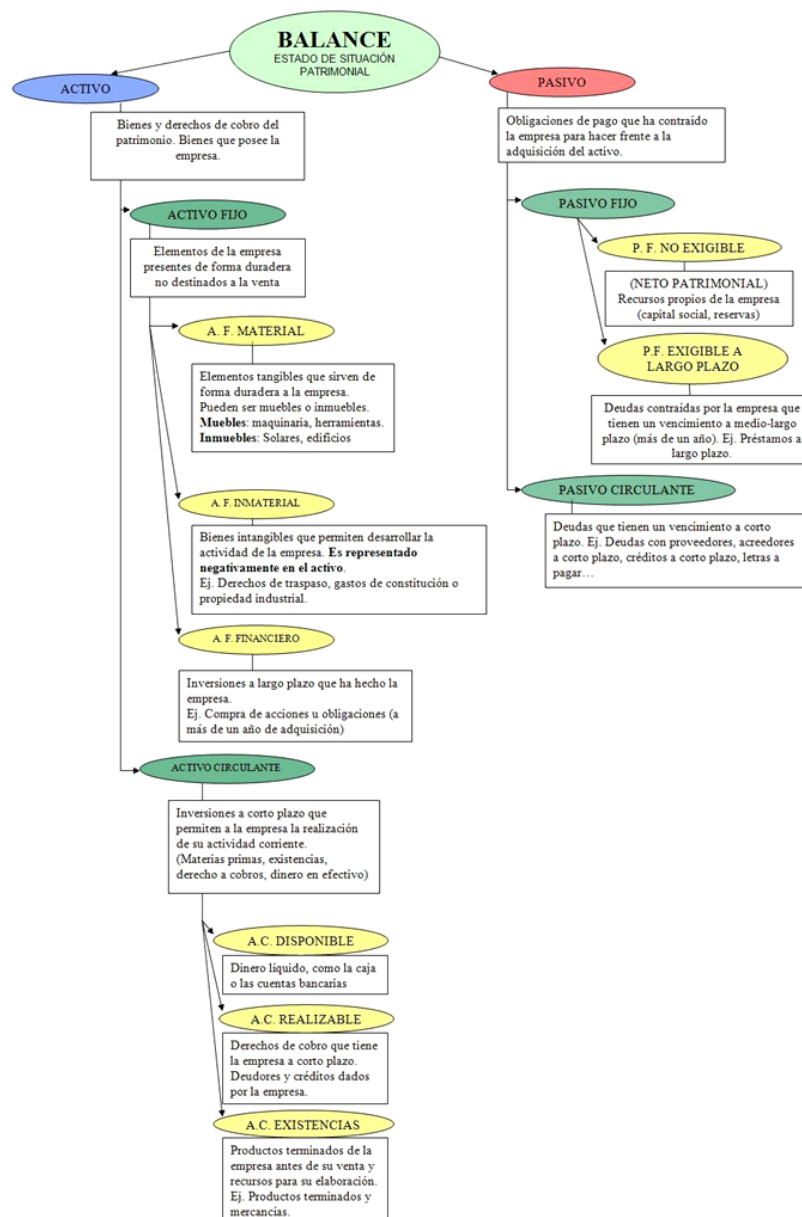 BALANCE
ESTADO DE SITUACIÓN
PATRIMONIAL
ACTIVO
Bienes y derechos de cobro del
patrimonio. Bienes que posee la
empresa.
ACTIVO FIJO
Elementos de la empresa
presentes de forma duradera
no destinados a la venta
A. F. MATERIAL
Elementos tangibles que sirven de
forma duradera a la empresa.
Pueden ser muebles o inmuebles.
Muebles: maquinaria, herramientas.
Inmuebles: Solares, edificios
A. F. INMATERIAL
Bienes intangibles que permiten desarrollar la
actividad de la empresa. Es representado
negativamente en el activo.
Ej. Derechos de traspaso, gastos de constitución o
propiedad industrial.
A. F. FINANCIERO
Inversiones a largo plazo que ha hecho la
empresa.
Ej. Compra de acciones u obligaciones (a
más de un año de adquisición)
ACTIVO CIRCULANTE
Inversiones a corto plazo que
permiten a la empresa la realización
de su actividad corriente.
(Materias primas, existencias,
derecho a cobros, dinero en efectivo)
A.C. DISPONIBLE
Dinero líquido, como la caja
o las cuentas bancarias
A.C. REALIZABLE
Derechos de cobro que tiene
la empresa a corto plazo.
Deudores y créditos dados
por la empresa.
A.C. EXISTENCIAS
Productos terminados de la
empresa antes de su venta y
recursos para su elaboración.
Ej. Productos terminados y
mercancías.
PASIVO
Obligaciones de pago que ha contraído
la empresa para hacer frente a la
adquisición del activo.
PASIVO FIJO
P. F. NO EXIGIBLE
(NETO PATRIMONIAL)
Recursos propios de la empresa
(capital social, reservas)
P.F. EXIGIBLE A
LARGO PLAZO
Deudas contraídas por la empresa que
tienen un vencimiento a medio-largo
plazo (más de un año). Ej. Préstamos a
largo plazo.
PASIVO CIRCULANTE
Deudas que tienen un vencimiento a corto
plazo. Ej. Deudas con proveedores, acreedores
a corto plazo, créditos a corto plazo, letras a
pagar…